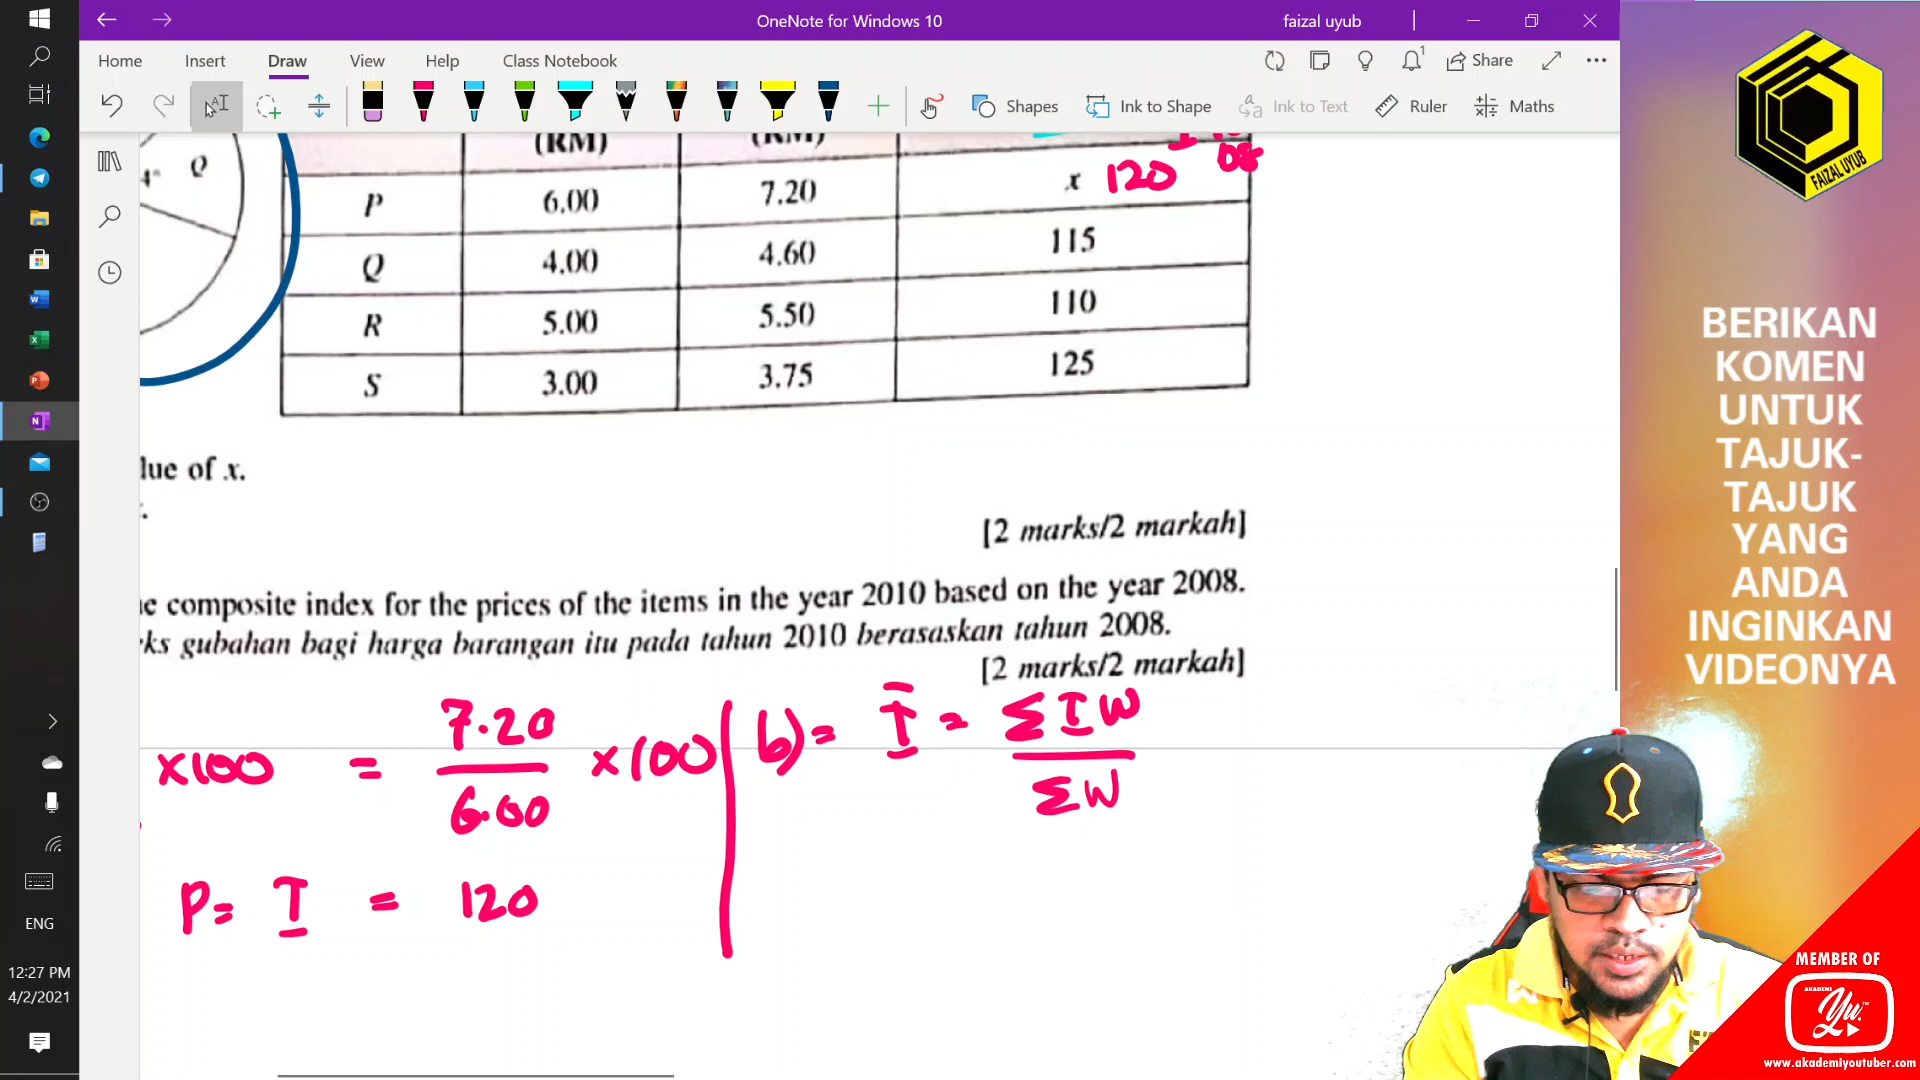 OneNote for Windows 10
faizal uyub
Home Insert Draw View Help Class Notebook
1
Share
Shapes Ink to Shape Ink to Text Ruler Maths
(RM) (RM)
Q
P 6.00 7.20 x 120
08
Q 4.00 4.60 115
R 5.00 5.50 110
S 3.00 3.75 125
lue of x.
[2 marks/2 markah]
e composite index for the prices of the items in the year 2010 based on the year 2008.
ks gubahan bagi harga barangan itu pada tahun 2010 berasaskan tahun 2008.
[2 marks/2 markah]
x100 = 7.20 / 6.00 x100
P = I = 120
b) = Ī = ΣIW / ΣW
ENG
12:27 PM
4/2/2021
FAIZAL UYUB
BERIKAN
KOMEN
UNTUK
TAJUK-
TAJUK
YANG
ANDA
INGINKAN
VIDEONYA
MEMBER OF
AKADEMI
Yu.
www.akademiyoutuber.com